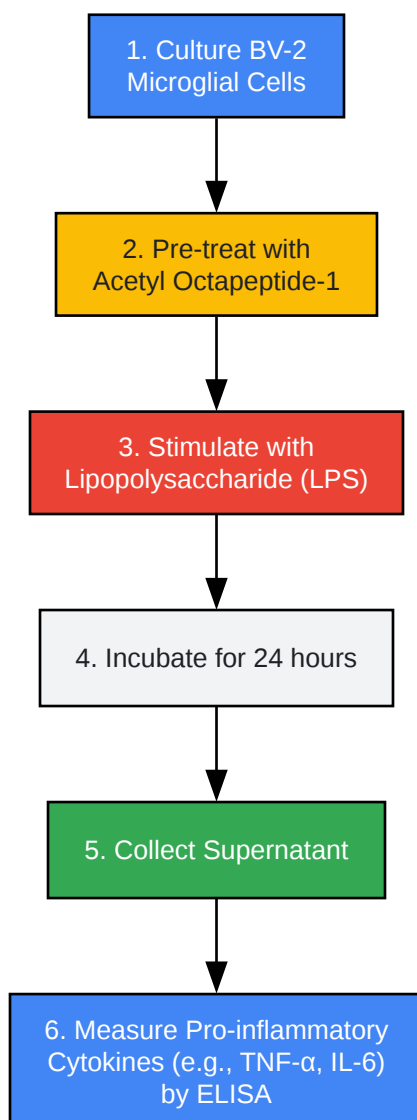 1. Culture BV-2
Microglial Cells
2. Pre-treat with
Acetyl Octapeptide-1
3. Stimulate with
Lipopolysaccharide (LPS)
4. Incubate for 24 hours
5. Collect Supernatant
6. Measure Pro-inflammatory
Cytokines (e.g., TNF-α, IL-6)
by ELISA